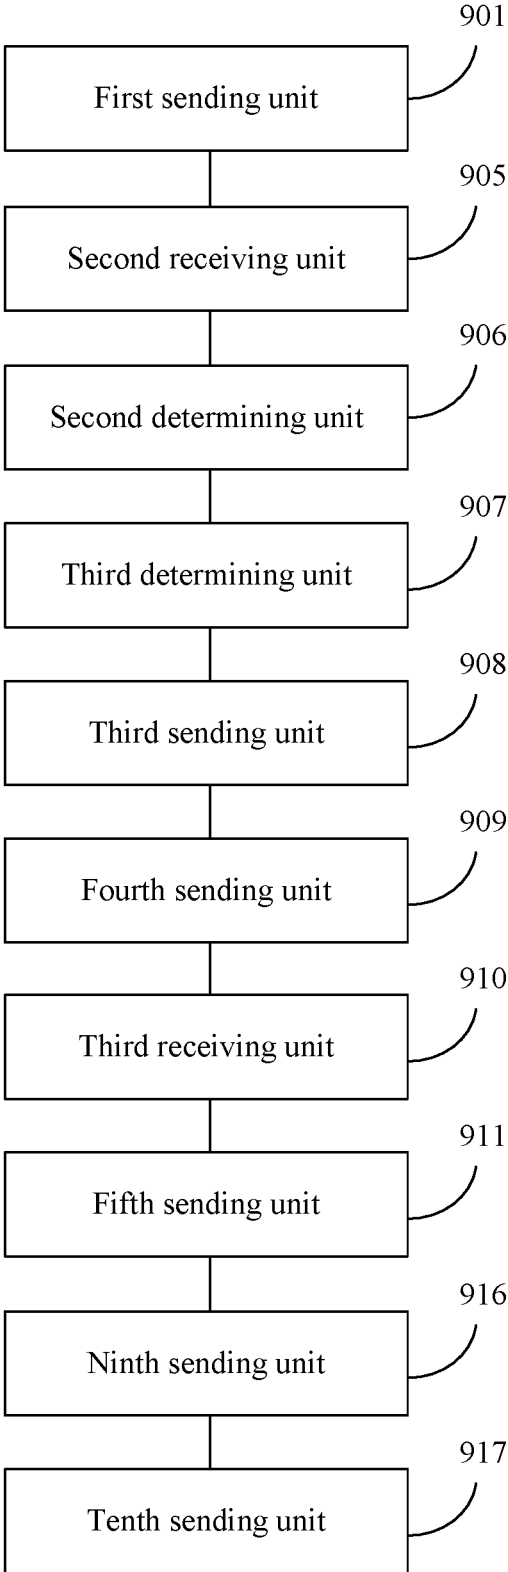 901
First sending unit
905
Second receiving unit
906
Second determining unit
907
Third determining unit
908
Third sending unit
909
Fourth sending unit
910
Third receiving unit
911
Fifth sending unit
916
Ninth sending unit
917
Tenth sending unit